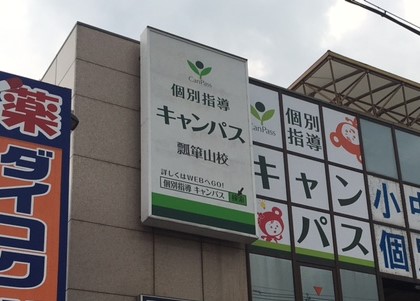 薬
ダイコク
CanPass
個別指導
キャンパス
瓢箪山校
詳しくはWEBへGO!
個別指導 キャンパス 検索
CanPass
個別
指導
キャン
パス
小
個